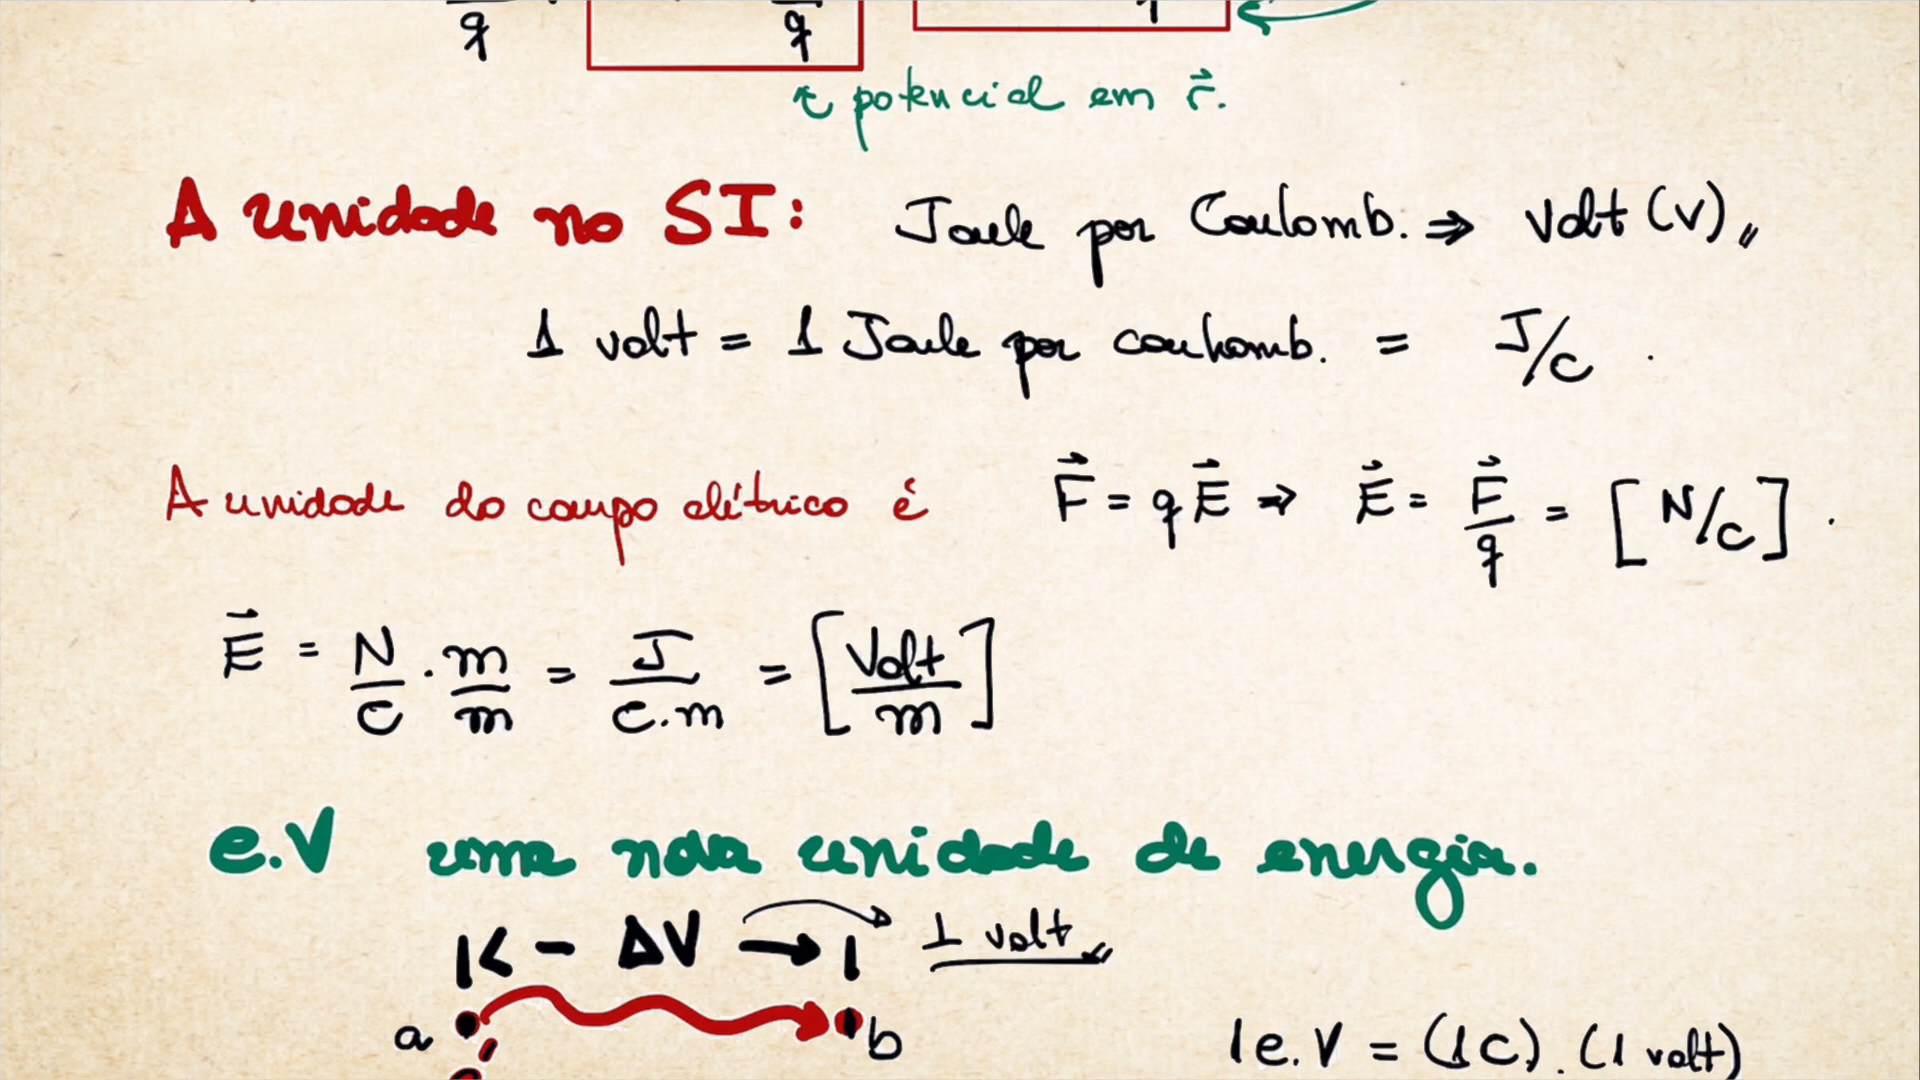 q q
potencial em r⃗.
A unidade no SI: Joule por Coulomb. ⇒ Volt (V)〃
1 volt = 1 Joule por couhomb. = J/C .
A unidade do campo elétrico é F⃗ = qE⃗ ⇒ E⃗ = F⃗/q = [N/C] .
E⃗ = N/C · m/m = J/C.m = [Volt/m]
e.V uma nova unidade de energia.
|< - ΔV → | 1 volt〃
a b 1e.V = (1C) . (1 volt)